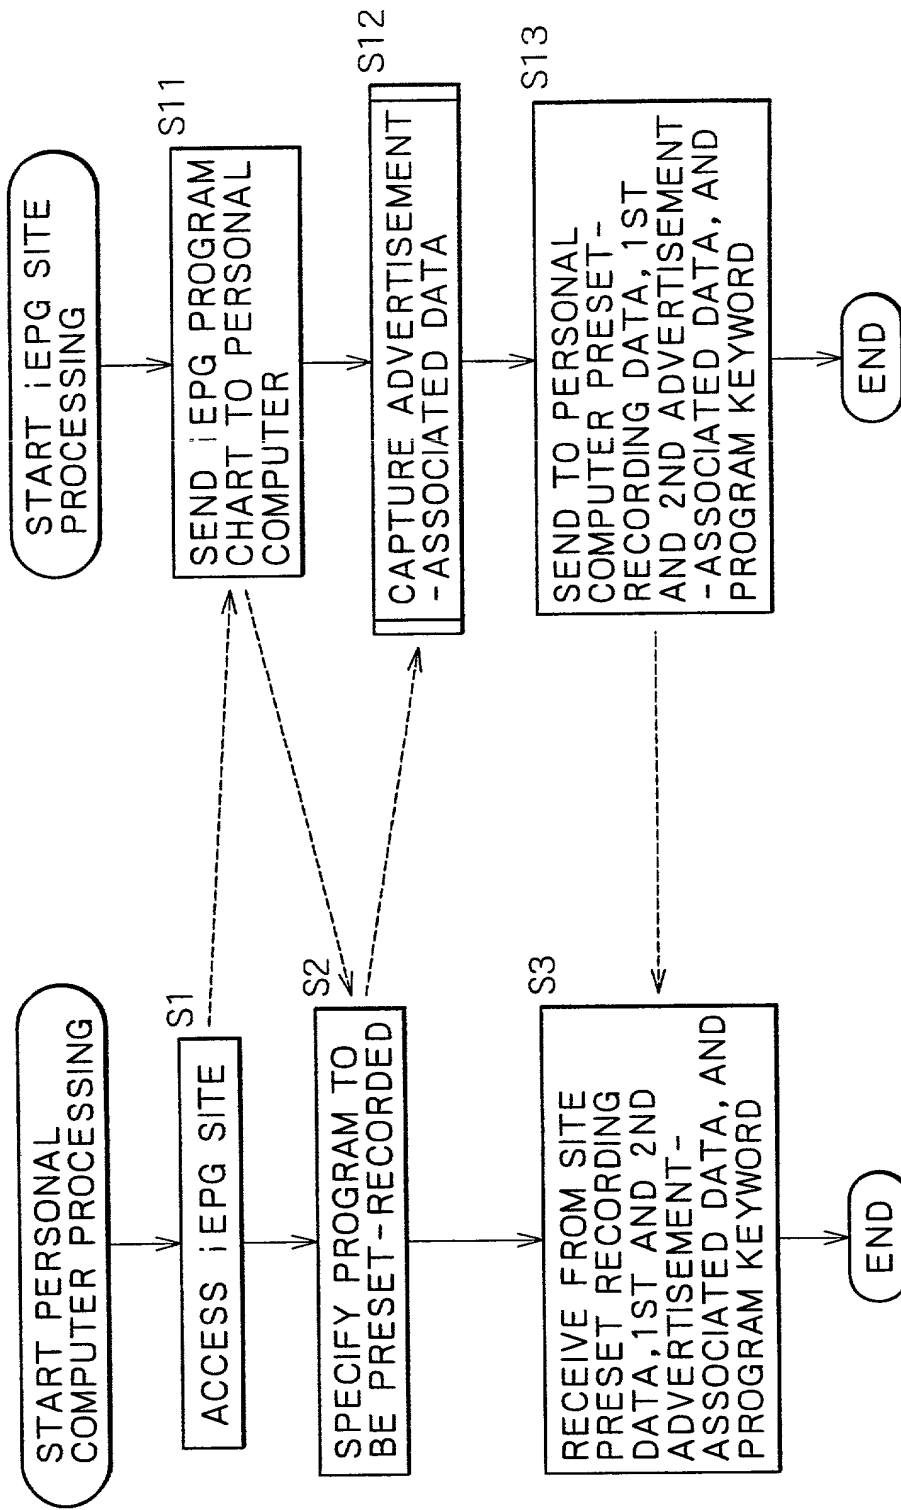 START PERSONAL
COMPUTER PROCESSING
S1
ACCESS iEPG SITE
S2
SPECIFY PROGRAM TO
BE PRESET-RECORDED
S3
RECEIVE FROM SITE
PRESET RECORDING
DATA,1ST AND 2ND
ADVERTISEMENT-
ASSOCIATED DATA, AND
PROGRAM KEYWORD
END
START iEPG SITE
PROCESSING
S11
SEND iEPG PROGRAM
CHART TO PERSONAL
COMPUTER
S12
CAPTURE ADVERTISEMENT
-ASSOCIATED DATA
S13
SEND TO PERSONAL
COMPUTER PRESET-
RECORDING DATA,1ST
AND 2ND ADVERTISEMENT
-ASSOCIATED DATA, AND
PROGRAM KEYWORD
END